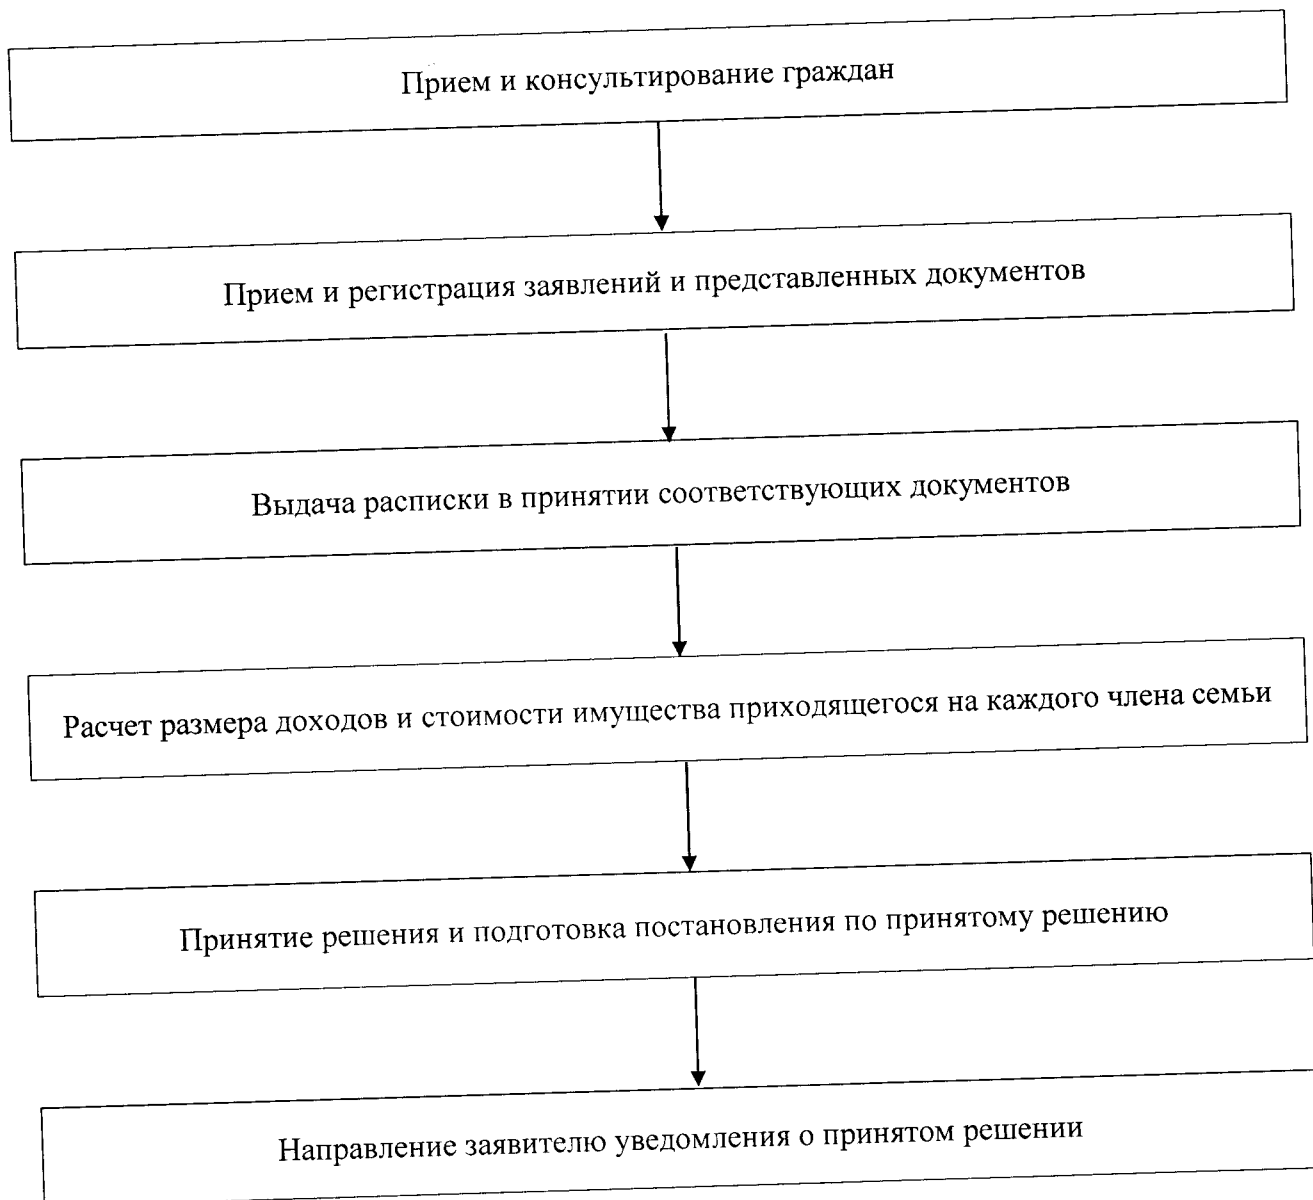 Прием и консультирование граждан
Прием и регистрация заявлений и представленных документов
Выдача расписки в принятии соответствующих документов
Расчет размера доходов и стоимости имущества приходящегося на каждого члена семьи
Принятие решения и подготовка постановления по принятому решению
Направление заявителю уведомления о принятом решении